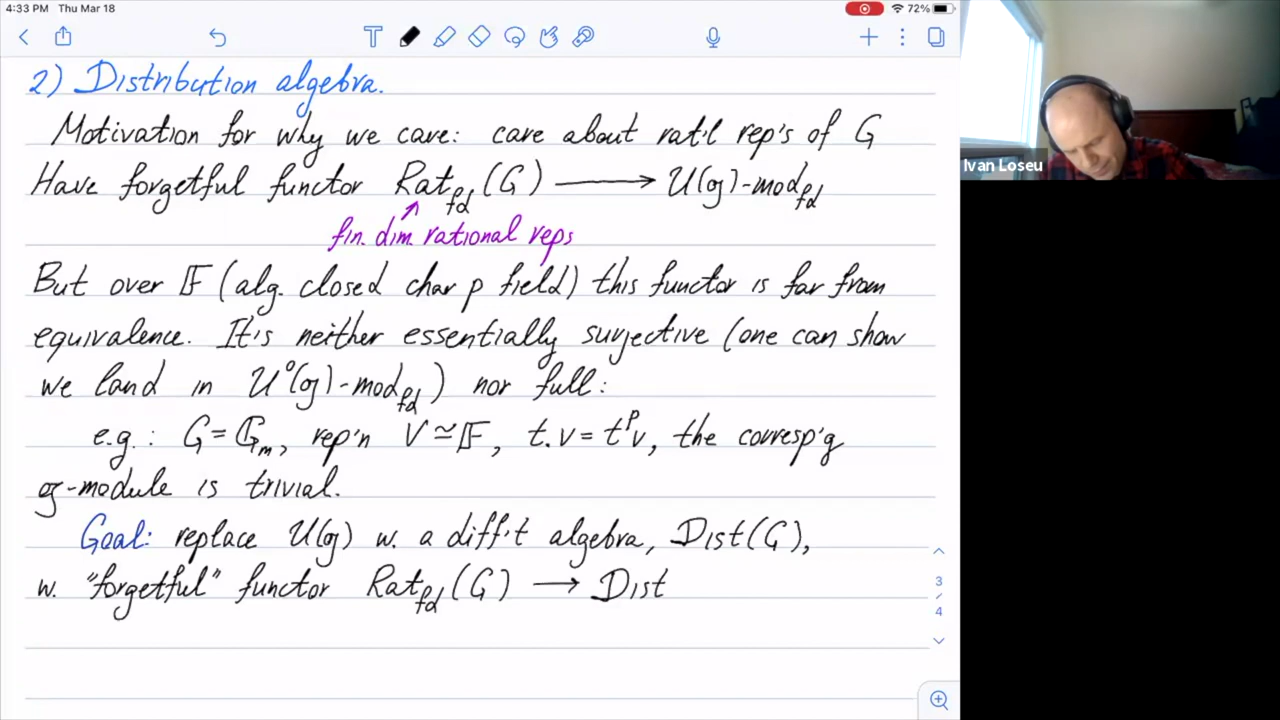 4:33 PM Thu Mar 18
72%
2) Distribution algebra.
Motivation for why we care: care about rat'l rep's of G
Have forgetful functor Rat_fd(G) ⟶ U(𝔤)-mod_fd
fin. dim. rational reps
But over 𝔽 (alg. closed char p field) this functor is far from
equivalence. It's neither essentially surjective (one can show
we land in U⁰(𝔤)-mod_fd) nor full:
e.g.: G = 𝔾ₘ, rep'n V ≃ 𝔽, t.v = tᵖv, the corresp'g
𝔤-module is trivial.
Goal: replace U(𝔤) w. a diff't algebra, Dist(G),
w. "forgetful" functor Rat_fd(G) ⟶ Dist
Ivan Loseu
3
/
4